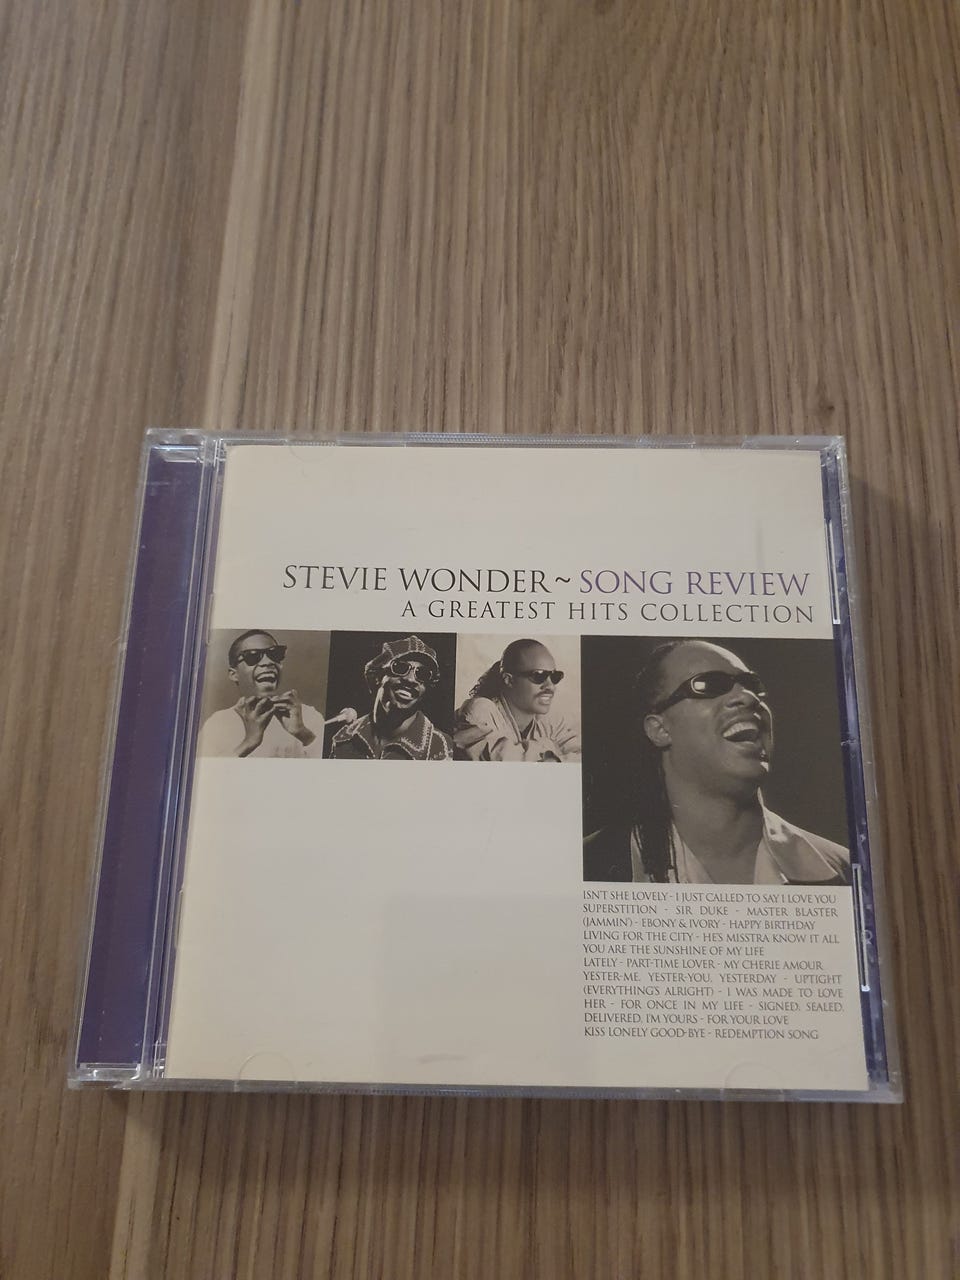 STEVIE WONDER ~ SONG REVIEW
A GREATEST HITS COLLECTION
ISN'T SHE LOVELY - I JUST CALLED TO SAY I LOVE YOU
SUPERSTITION - SIR DUKE - MASTER BLASTER
(JAMMIN') - EBONY & IVORY - HAPPY BIRTHDAY
LIVING FOR THE CITY - HE'S MISSTRA KNOW IT ALL
YOU ARE THE SUNSHINE OF MY LIFE
LATELY - PART-TIME LOVER - MY CHERIE AMOUR
YESTER-ME, YESTER-YOU, YESTERDAY - UPTIGHT
(EVERYTHING'S ALRIGHT) - I WAS MADE TO LOVE
HER - FOR ONCE IN MY LIFE - SIGNED, SEALED,
DELIVERED, I'M YOURS - FOR YOUR LOVE
KISS LONELY GOOD-BYE - REDEMPTION SONG